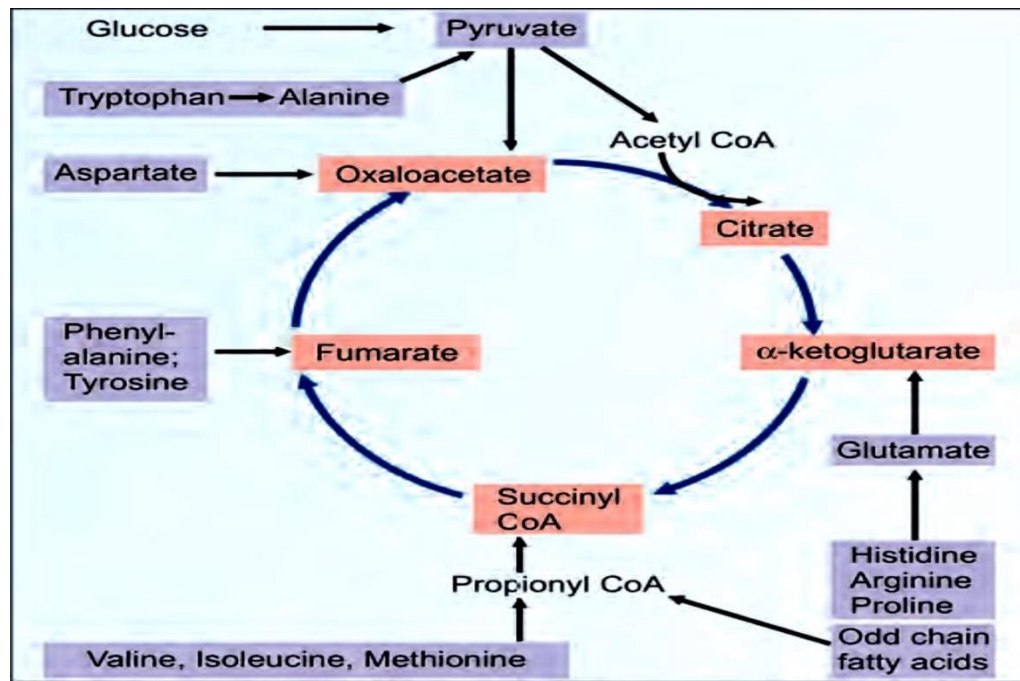 Glucose
Pyruvate
Tryptophan Alanine
Acetyl CoA
Aspartate
Oxaloacetate
Citrate
Phenyl-
alanine;
Tyrosine
Fumarate
α-ketoglutarate
Glutamate
Succinyl
CoA
Histidine
Arginine
Proline
Propionyl CoA
Odd chain
fatty acids
Valine, Isoleucine, Methionine